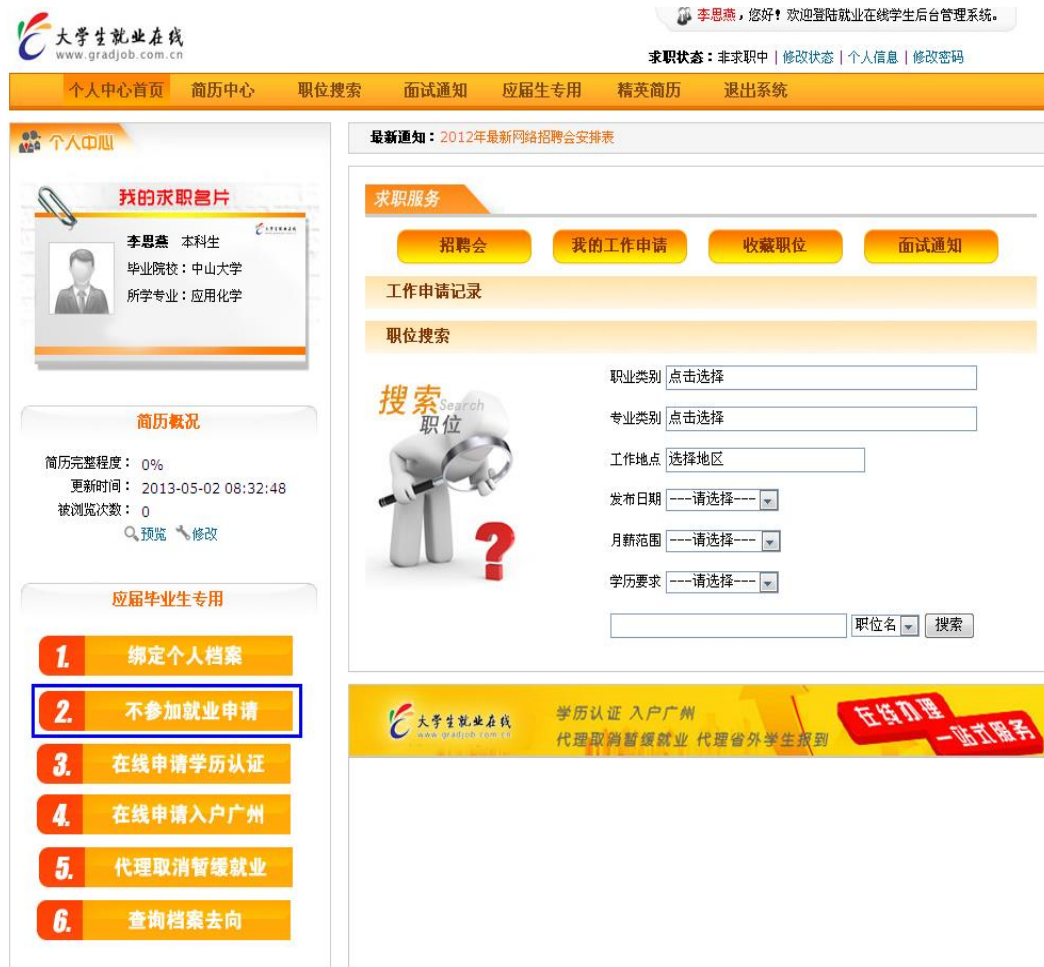 大学生就业在线
www.gradjob.com.cn
李思燕，您好！欢迎登陆就业在线学生后台管理系统。
求职状态：非求职中 | 修改状态 | 个人信息 | 修改密码
个人中心首页 简历中心 职位搜索 面试通知 应届生专用 精英简历 退出系统
个人中心
我的求职名片
大学生就业在线
李思燕 本科生
毕业院校：中山大学
所学专业：应用化学
简历概况
简历完整程度： 0%
更新时间： 2013-05-02 08:32:48
被浏览次数： 0
预览 修改
应届毕业生专用
1. 绑定个人档案
2. 不参加就业申请
3. 在线申请学历认证
4. 在线申请入户广州
5. 代理取消暂缓就业
6. 查询档案去向
最新通知：2012年最新网络招聘会安排表
求职服务
招聘会 我的工作申请 收藏职位 面试通知
工作申请记录
职位搜索
搜索Search
职位
职业类别 点击选择
专业类别 点击选择
工作地点 选择地区
发布日期 ---请选择---
月薪范围 ---请选择---
学历要求 ---请选择---
职位名 搜索
大学生就业在线
www.gradjob.com.cn
学历认证 入户广州
代理取消暂缓就业 代理省外学生报到
在线办理
一站式服务